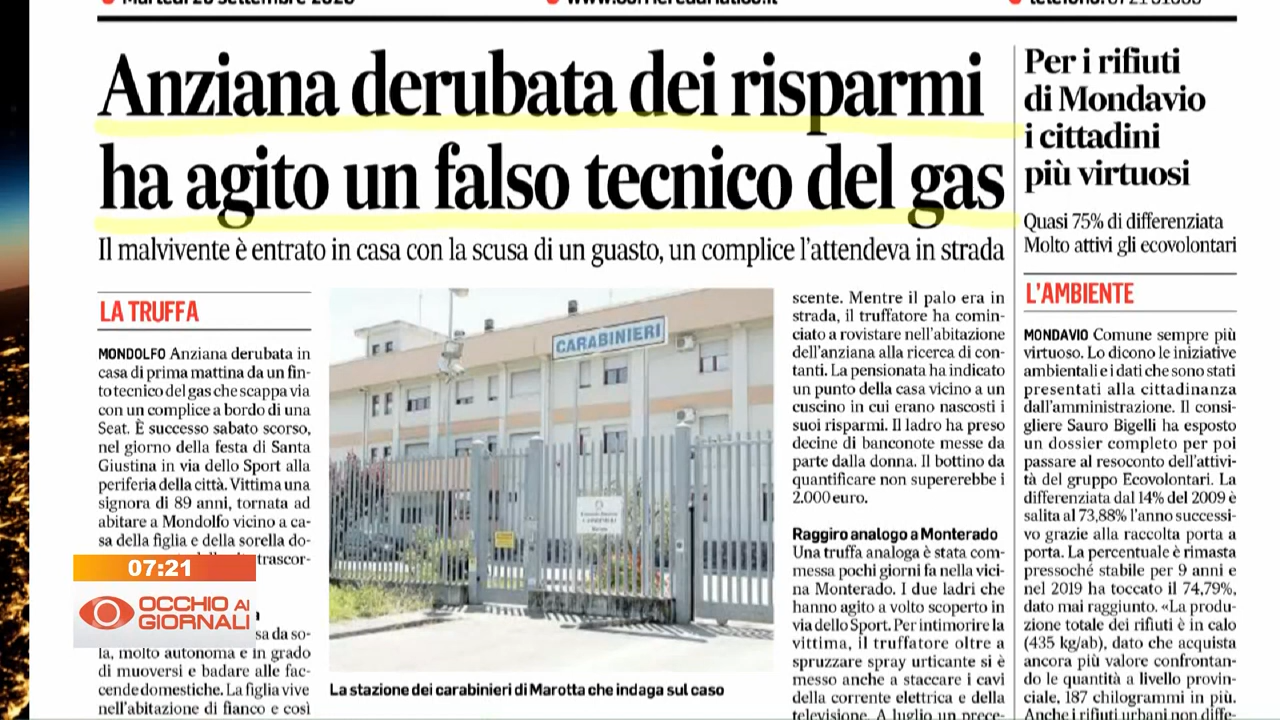 Anziana derubata dei risparmi
ha agito un falso tecnico del gas
Il malvivente è entrato in casa con la scusa di un guasto, un complice l'attendeva in strada
LA TRUFFA
MONDOLFO Anziana derubata in
casa di prima mattina da un fin-
to tecnico del gas che scappa via
con un complice a bordo di una
Seat. È successo sabato scorso,
nel giorno della festa di Santa
Giustina in via dello Sport alla
periferia della città. Vittima una
signora di 89 anni, tornata ad
abitare a Mondolfo vicino a ca-
sa della figlia e della sorella do-
trascor-
07:21
OCCHIO AI
GIORNALI
sa da so-
la, molto autonoma e in grado
di muoversi e badare alle fac-
cende domestiche. La figlia vive
nell'abitazione di fianco e così
CARABINIERI
La stazione dei carabinieri di Marotta che indaga sul caso
scente. Mentre il palo era in
strada, il truffatore ha comin-
ciato a rovistare nell'abitazione
dell'anziana alla ricerca di con-
tanti. La pensionata ha indicato
un punto della casa vicino a un
cuscino in cui erano nascosti i
suoi risparmi. Il ladro ha preso
decine di banconote messe da
parte dalla donna. Il bottino da
quantificare non supererebbe i
2.000 euro.
Raggiro analogo a Monterado
Una truffa analoga è stata com-
messa pochi giorni fa nella vici-
na Monterado. I due ladri che
hanno agito a volto scoperto in
via dello Sport. Per intimorire la
vittima, il truffatore oltre a
spruzzare spray urticante si è
messo anche a staccare i cavi
della corrente elettrica e della
televisione. A luglio un prece-
Per i rifiuti
di Mondavio
i cittadini
più virtuosi
Quasi 75% di differenziata
Molto attivi gli ecovolontari
L'AMBIENTE
MONDAVIO Comune sempre più
virtuoso. Lo dicono le iniziative
ambientali e i dati che sono stati
presentati alla cittadinanza
dall'amministrazione. Il consi-
gliere Sauro Bigelli ha esposto
un dossier completo per poi
passare al resoconto dell'attivi-
tà del gruppo Ecovolontari. La
differenziata dal 14% del 2009 è
salita al 73,88% l'anno successi-
vo grazie alla raccolta porta a
porta. La percentuale è rimasta
pressoché stabile per 9 anni e
nel 2019 ha toccato il 74,79%,
dato mai raggiunto. «La produ-
zione totale dei rifiuti è in calo
(435 kg/ab), dato che acquista
ancora più valore confrontan-
do le quantità a livello provin-
ciale, 187 chilogrammi in più.
Anche i rifiuti urbani non diffe-